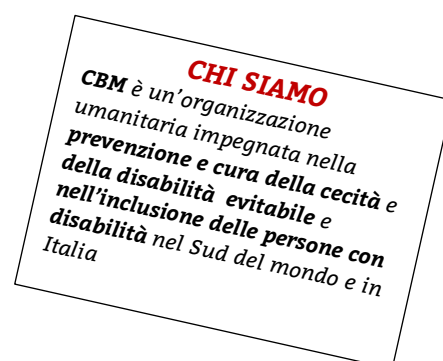 CHI SIAMO
CBM è un'organizzazione
umanitaria impegnata nella
prevenzione e cura della cecità e
della disabilità  evitabile e
nell'inclusione delle persone con
disabilità nel Sud del mondo e in
Italia